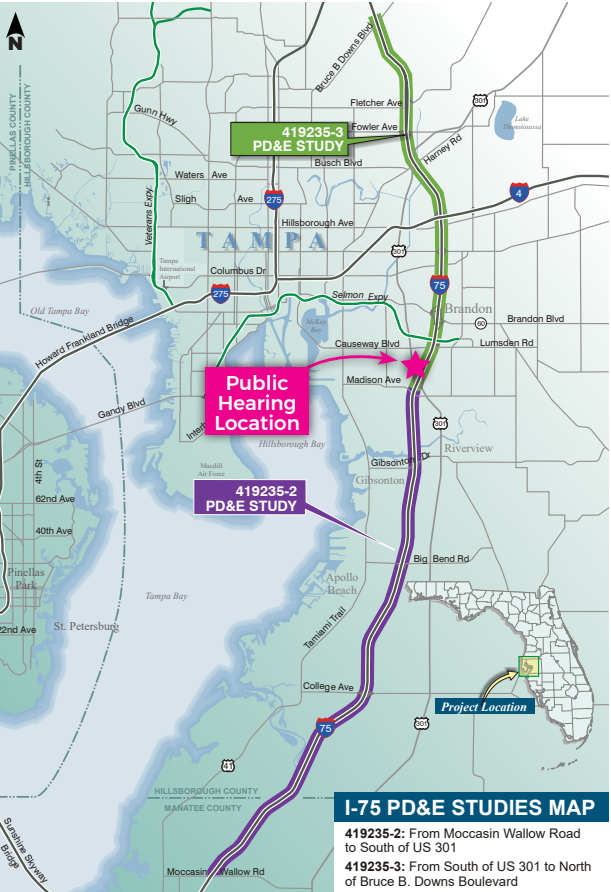 N
Bruce B Downs Blvd
Fletcher Ave
301
Gunn Hwy
PINELLAS COUNTY
HILLSBOROUGH COUNTY
419235-3
PD&E STUDY
Fowler Ave
Lake
Thonotosassa
Harney Rd
Busch Blvd
Waters Ave
4
Sligh Ave
275
Veterans Expy
Hillsborough Ave
TAMPA
301
Tampa
International
Airport
Columbus Dr
275
75
Selmon Expy
Old Tampa Bay
McKay
Bay
Brandon
60
Brandon Blvd
Howard Frankland Bridge
Causeway Blvd
Lumsden Rd
Public
Hearing
Location
Madison Ave
Gandy Blvd
301
Hillsborough Bay
Riverview
4th St
Macdill
Air Force
Gibsonton Dr
Gibsonton
62nd Ave
419235-2
PD&E STUDY
40th Ave
Big Bend Rd
Pinellas
Park
Apollo
Beach
Tampa Bay
22nd Ave
St. Petersburg
Tamiami Trail
College Ave
Project Location
75
301
41
HILLSBOROUGH COUNTY
MANATEE COUNTY
Sunshine Skyway
Bridge
Moccasin Wallow Rd
I-75 PD&E STUDIES MAP
419235-2: From Moccasin Wallow Road
to South of US 301
419235-3: From South of US 301 to North
of Bruce B. Downs Boulevard